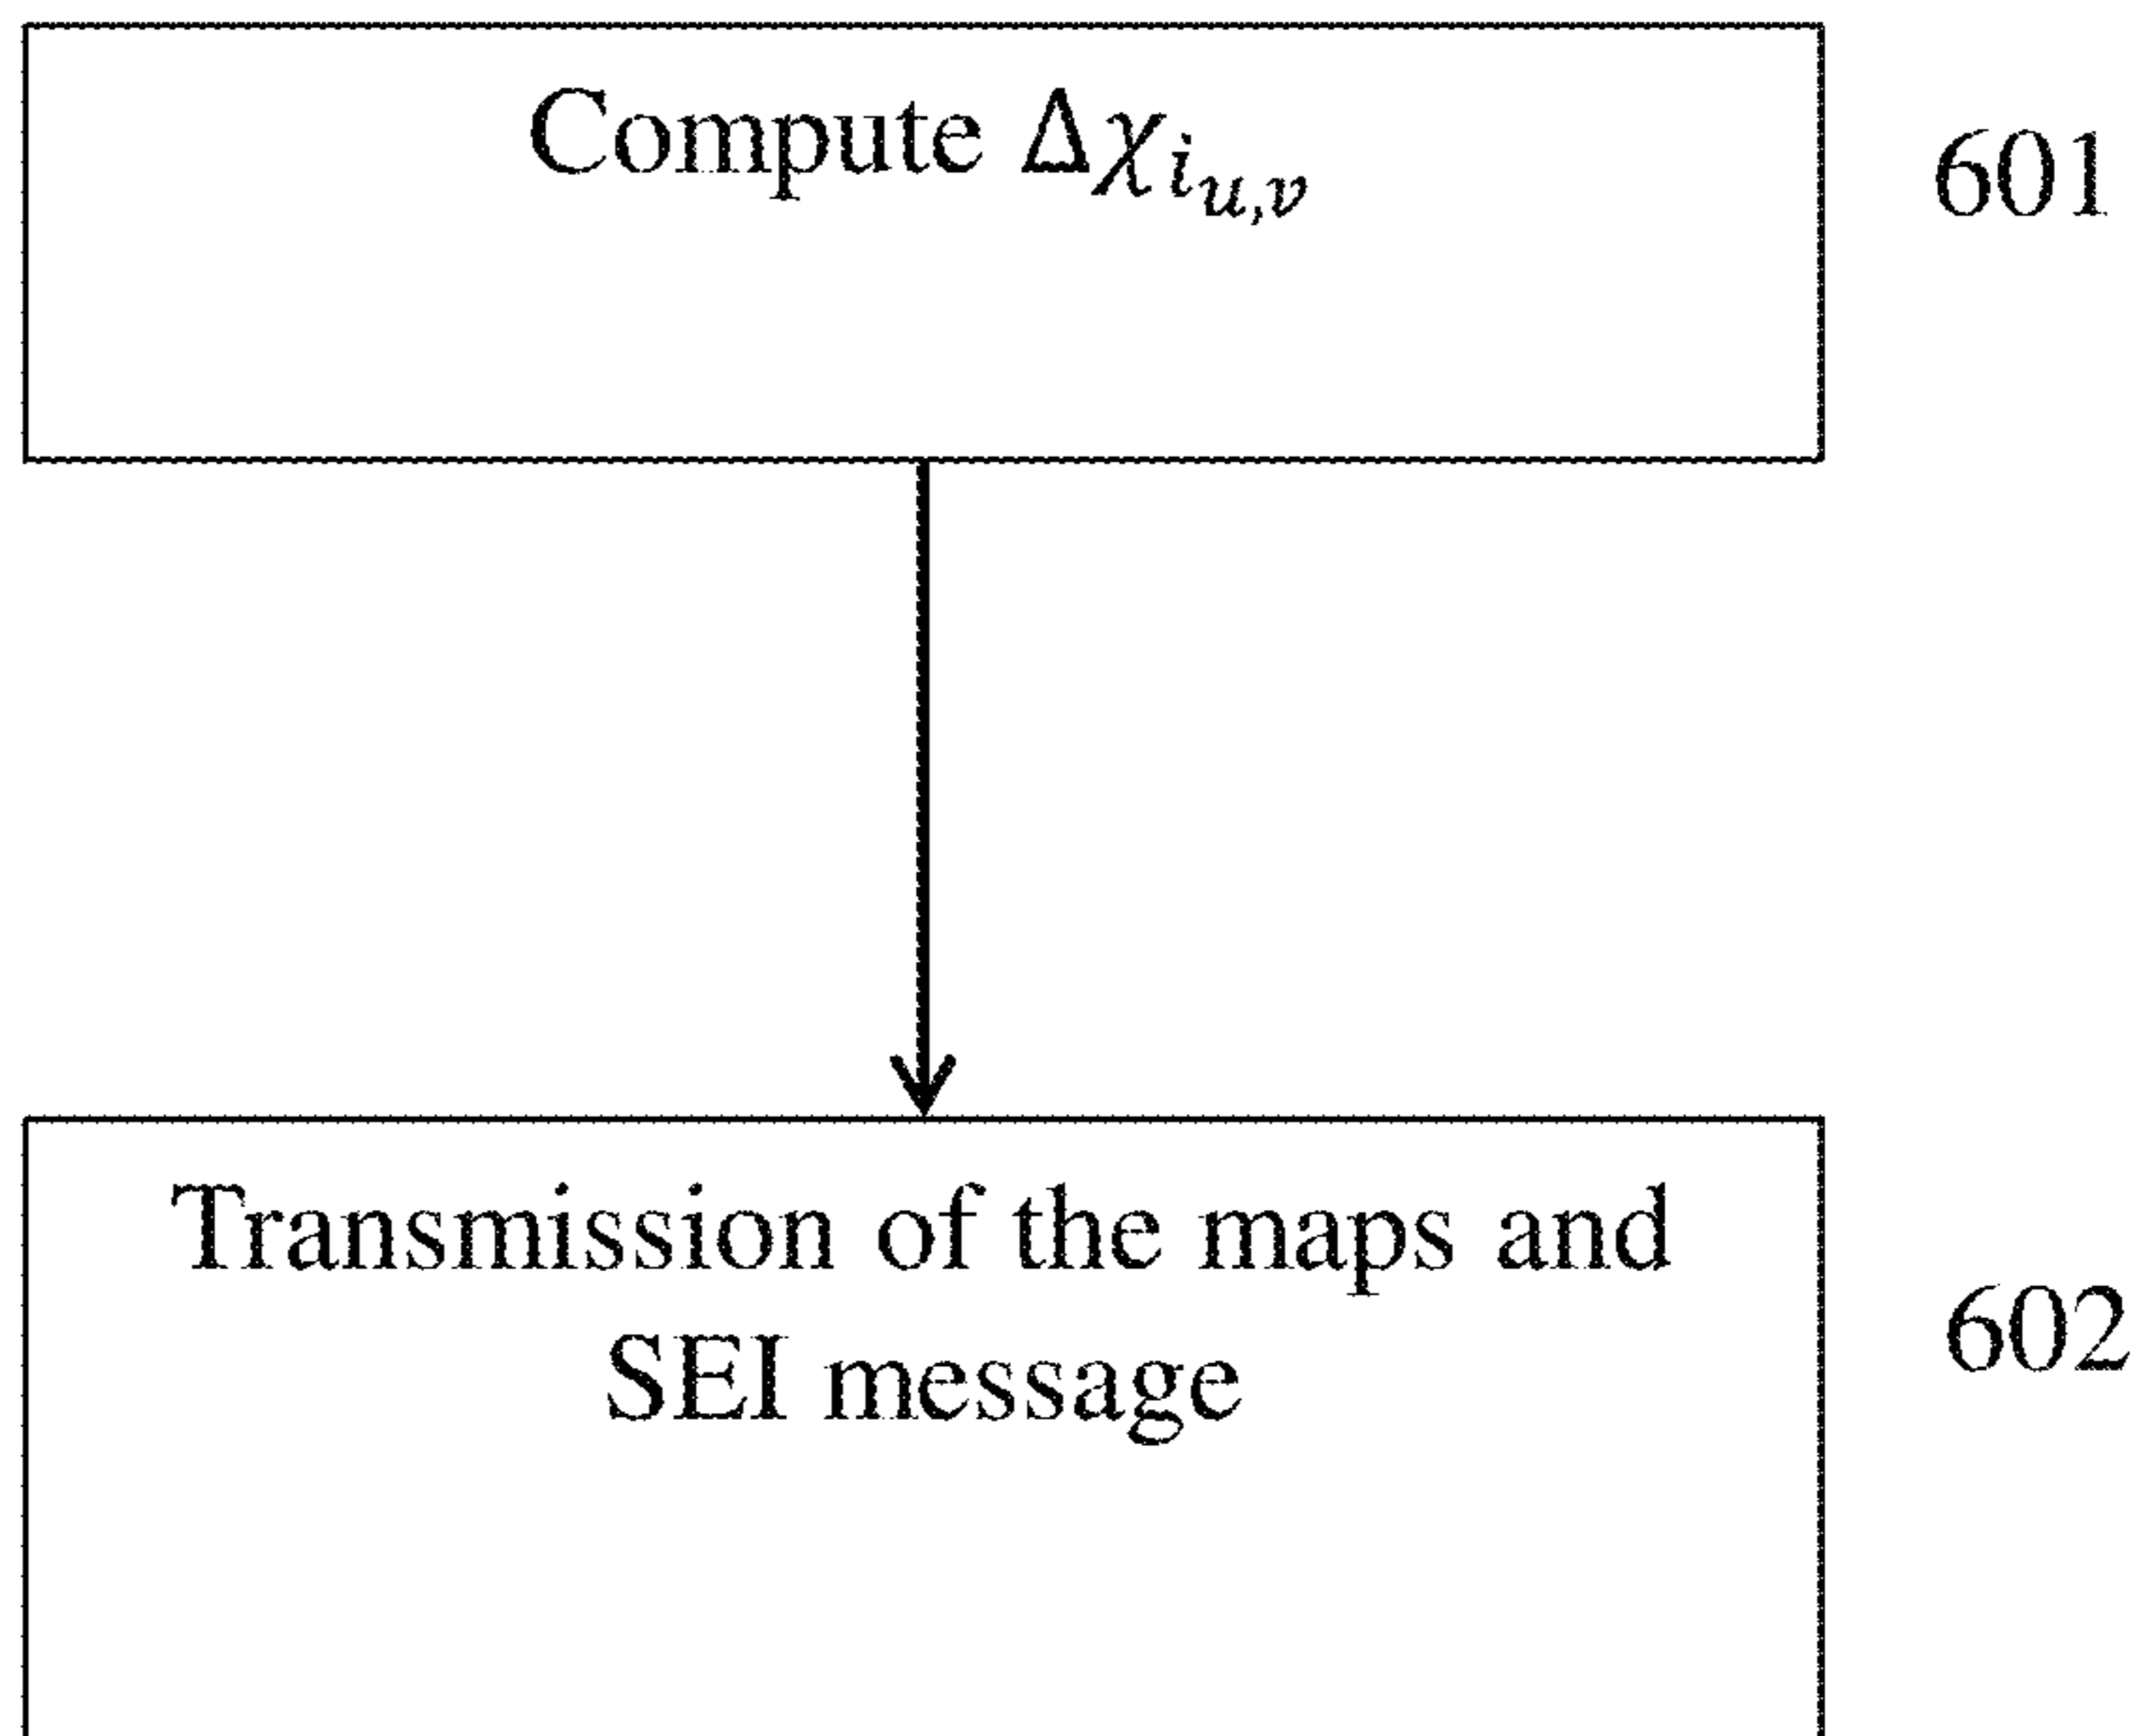 Compute Δχ_{i_{u,v}}
601
Transmission of the maps and
SEI message
602